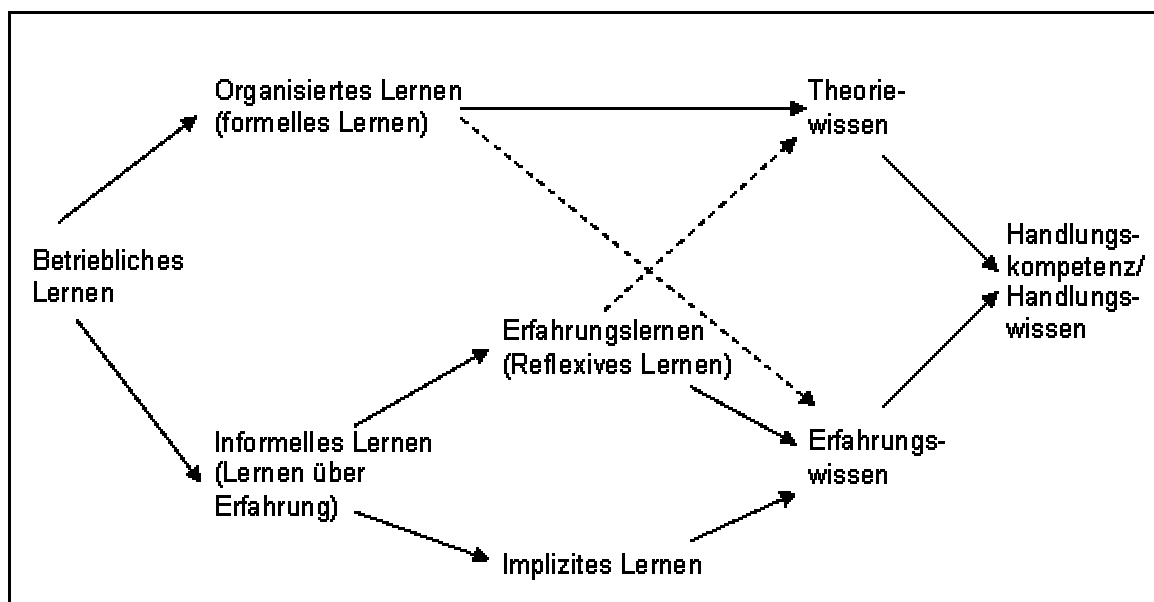 Organisiertes Lernen
(formelles Lernen)
Theorie-
wissen
Betriebliches
Lernen
Handlungs-
kompetenz/
Handlungs-
wissen
Erfahrungslernen
(Reflexives Lernen)
Informelles Lernen
(Lernen über
Erfahrung)
Erfahrungs-
wissen
Implizites Lernen